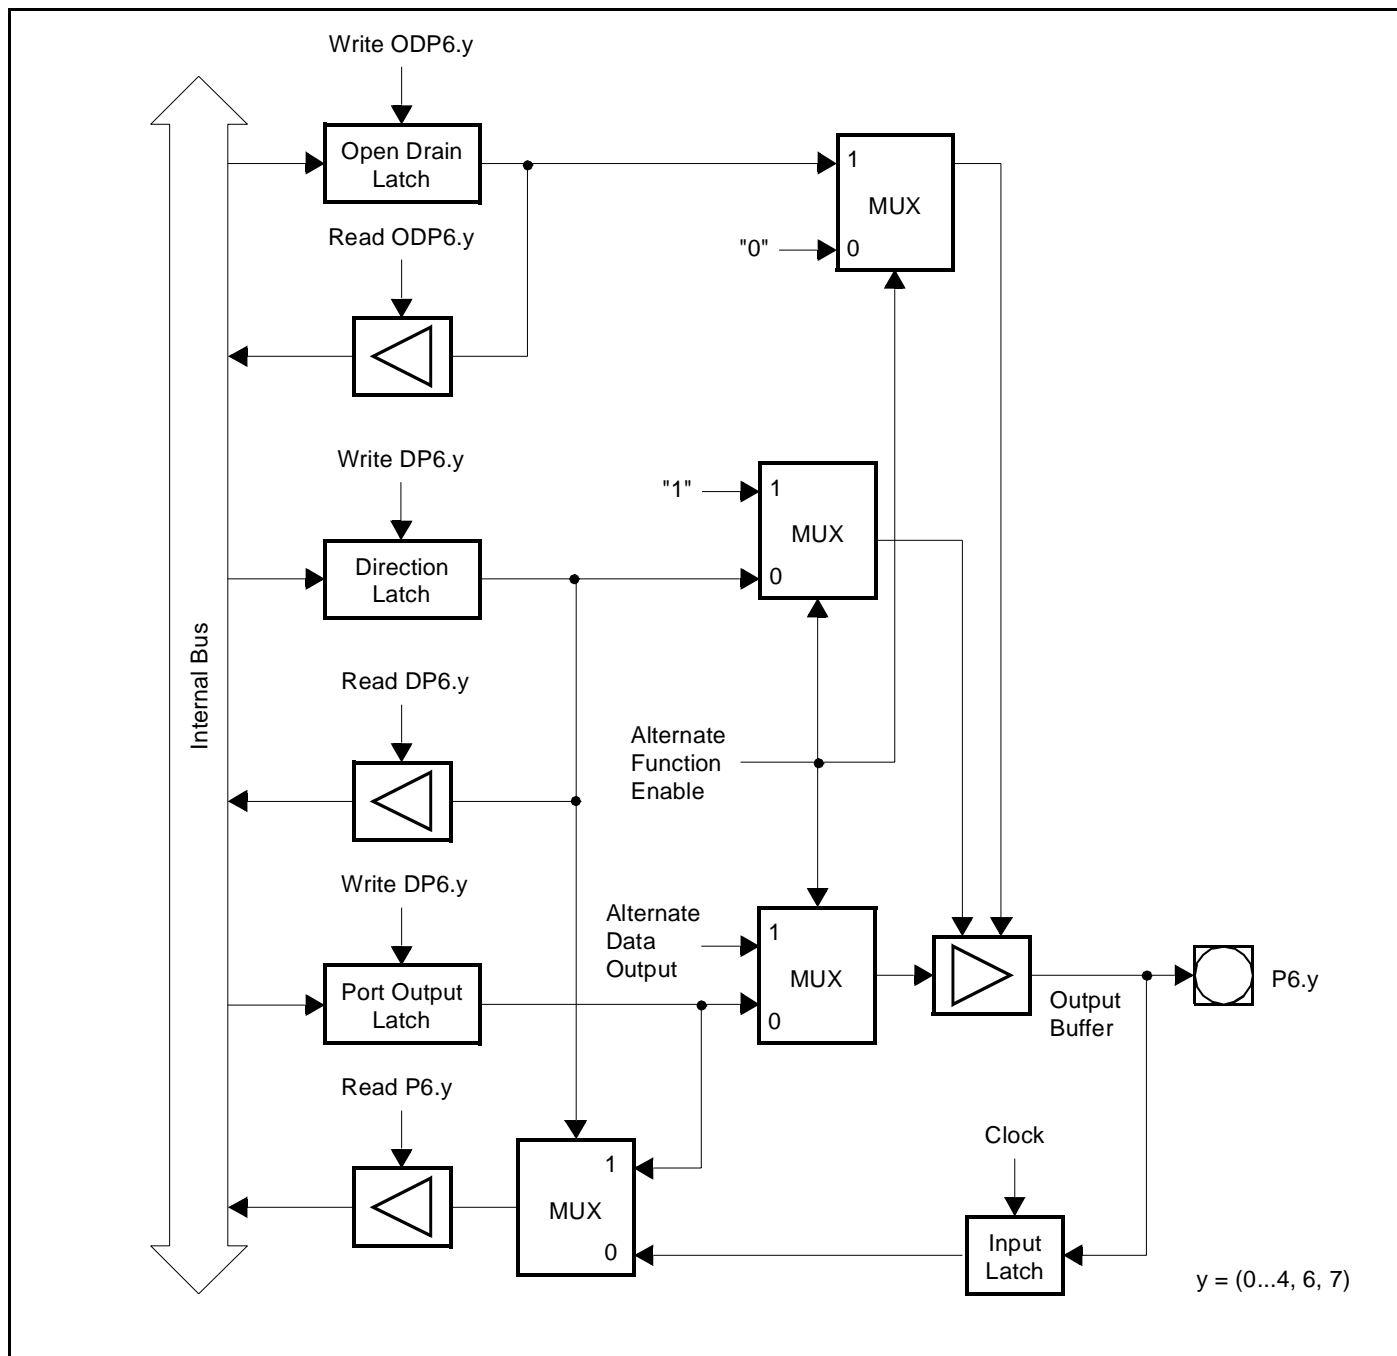 Write ODP6.y
Open Drain
Latch
1
MUX
"0"
0
Read ODP6.y
Write DP6.y
"1"
1
MUX
Direction
Latch
0
Internal Bus
Read DP6.y
Alternate
Function
Enable
Write DP6.y
Alternate
Data
Output
1
MUX
0
Port Output
Latch
Output
Buffer
P6.y
Read P6.y
1
MUX
0
Clock
Input
Latch
y = (0...4, 6, 7)